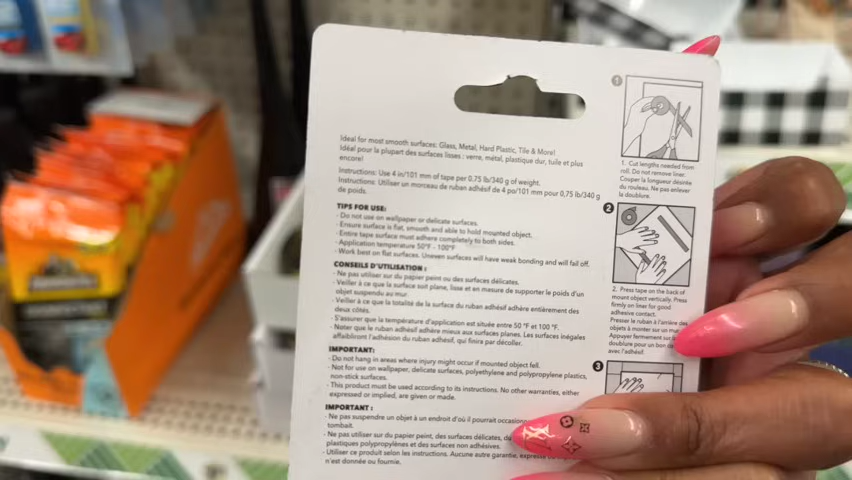 Ideal for most smooth surfaces: Glass, Metal, Hard Plastic, Tile & More!
Idéal pour la plupart des surfaces lisses : verre, métal, plastique dur, tuile et plus
encore!
Instructions: Use 4 in/101 mm of tape per 0,75 lb/340 g of weight.
Instructions: Utiliser un morceau de ruban adhésif de 4 po/101 mm pour 0,75 lb/340 g
de poids.
TIPS FOR USE:
- Do not use on wallpaper or delicate surfaces.
- Ensure surface is flat, smooth and able to hold mounted object.
- Entire tape surface must adhere completely to both sides.
- Application temperature 50°F - 100°F
- Work best on flat surfaces. Uneven surfaces will have weak bonding and will fall off.
CONSEILS D'UTILISATION :
- Ne pas utiliser sur du papier peint ou des surfaces délicates.
- Veiller à ce que la surface soit plane, lisse et en mesure de supporter le poids d'un
objet suspendu au mur.
- Veiller à ce que la totalité de la surface du ruban adhésif adhère entièrement des
deux côtés.
- S'assurer que la température d'application est située entre 50 °F et 100 °F.
- Noter que le ruban adhésif adhère mieux aux surfaces planes. Les surfaces inégales
affaibliront l'adhésion du ruban adhésif, qui finira par décoller.
IMPORTANT:
- Do not hang in areas where injury might occur if mounted object fell.
- Not for use on wallpaper, delicate surfaces, polyethylene and polypropylene plastics,
non-stick surfaces.
- This product must be used according to its instructions. No other warranties, either
expressed or implied, are given or made.
IMPORTANT :
- Ne pas suspendre un objet à un endroit d'où il pourrait occasion
tombait.
- Ne pas utiliser sur du papier peint, des surfaces délicates, de
plastiques polypropylènes et des surfaces non adhésives.
- Utiliser ce produit selon les instructions. Aucune autre garantie, expresse
n'est donnée ou fournie.
1
1. Cut lengths needed from
roll. Do not remove liner.
Couper la longueur désirée
du rouleau. Ne pas enlever
la doublure.
2
2. Press tape on the back of
mount object vertically. Press
firmly on liner for good
adhesive contact.
Presser le ruban à l'arrière des
objets à monter sur un mur.
Appuyer fermement sur
doublure pour un bon
avec l'adhésif.
3